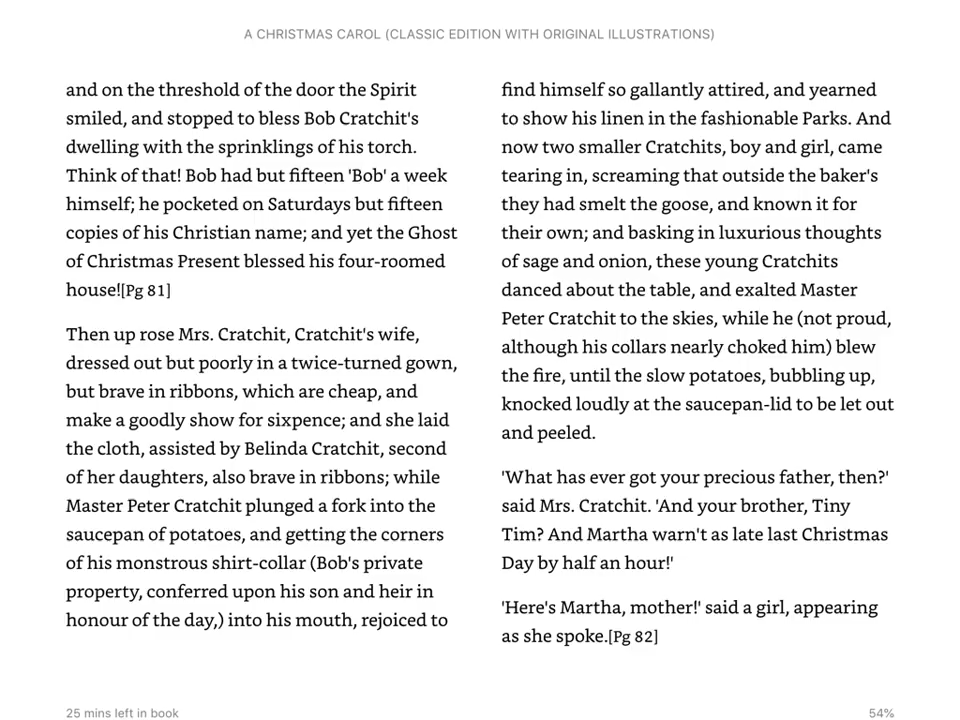 A CHRISTMAS CAROL (CLASSIC EDITION WITH ORIGINAL ILLUSTRATIONS)
and on the threshold of the door the Spirit
smiled, and stopped to bless Bob Cratchit's
dwelling with the sprinklings of his torch.
Think of that! Bob had but fifteen 'Bob' a week
himself; he pocketed on Saturdays but fifteen
copies of his Christian name; and yet the Ghost
of Christmas Present blessed his four-roomed
house![Pg 81]
Then up rose Mrs. Cratchit, Cratchit's wife,
dressed out but poorly in a twice-turned gown,
but brave in ribbons, which are cheap, and
make a goodly show for sixpence; and she laid
the cloth, assisted by Belinda Cratchit, second
of her daughters, also brave in ribbons; while
Master Peter Cratchit plunged a fork into the
saucepan of potatoes, and getting the corners
of his monstrous shirt-collar (Bob's private
property, conferred upon his son and heir in
honour of the day,) into his mouth, rejoiced to
find himself so gallantly attired, and yearned
to show his linen in the fashionable Parks. And
now two smaller Cratchits, boy and girl, came
tearing in, screaming that outside the baker's
they had smelt the goose, and known it for
their own; and basking in luxurious thoughts
of sage and onion, these young Cratchits
danced about the table, and exalted Master
Peter Cratchit to the skies, while he (not proud,
although his collars nearly choked him) blew
the fire, until the slow potatoes, bubbling up,
knocked loudly at the saucepan-lid to be let out
and peeled.
'What has ever got your precious father, then?'
said Mrs. Cratchit. 'And your brother, Tiny
Tim? And Martha warn't as late last Christmas
Day by half an hour!'
'Here's Martha, mother!' said a girl, appearing
as she spoke.[Pg 82]
25 mins left in book
54%